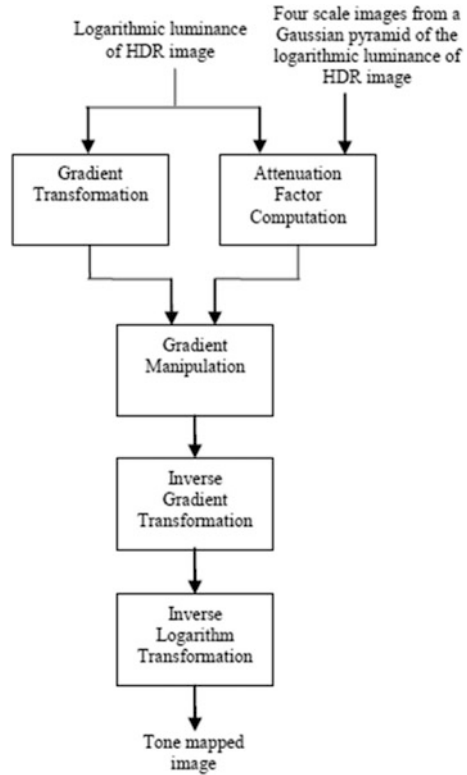 Logarithmic luminance
of HDR image
Four scale images from a
Gaussian pyramid of the
logarithmic luminance of
HDR image
Gradient
Transformation
Attenuation
Factor
Computation
Gradient
Manipulation
Inverse
Gradient
Transformation
Inverse
Logarithm
Transformation
Tone mapped
image